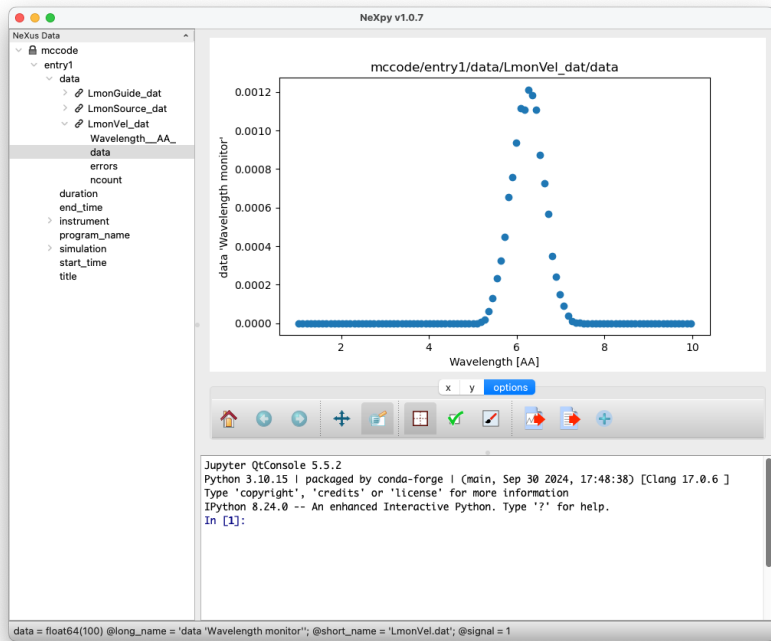 NeXpy v1.0.7
NeXus Data
mccode
entry1
data
LmonGuide_dat
LmonSource_dat
LmonVel_dat
Wavelength__AA_
data
errors
ncount
duration
end_time
instrument
program_name
simulation
start_time
title
mccode/entry1/data/LmonVel_dat/data
data 'Wavelength monitor'
0.0012
0.0010
0.0008
0.0006
0.0004
0.0002
0.0000
2 4 6 8 10
Wavelength [AA]
x y options
Jupyter QtConsole 5.5.2
Python 3.10.15 | packaged by conda-forge | (main, Sep 30 2024, 17:48:38) [Clang 17.0.6 ]
Type 'copyright', 'credits' or 'license' for more information
IPython 8.24.0 -- An enhanced Interactive Python. Type '?' for help.
In [1]:
data = float64(100) @long_name = 'data 'Wavelength monitor''; @short_name = 'LmonVel.dat'; @signal = 1